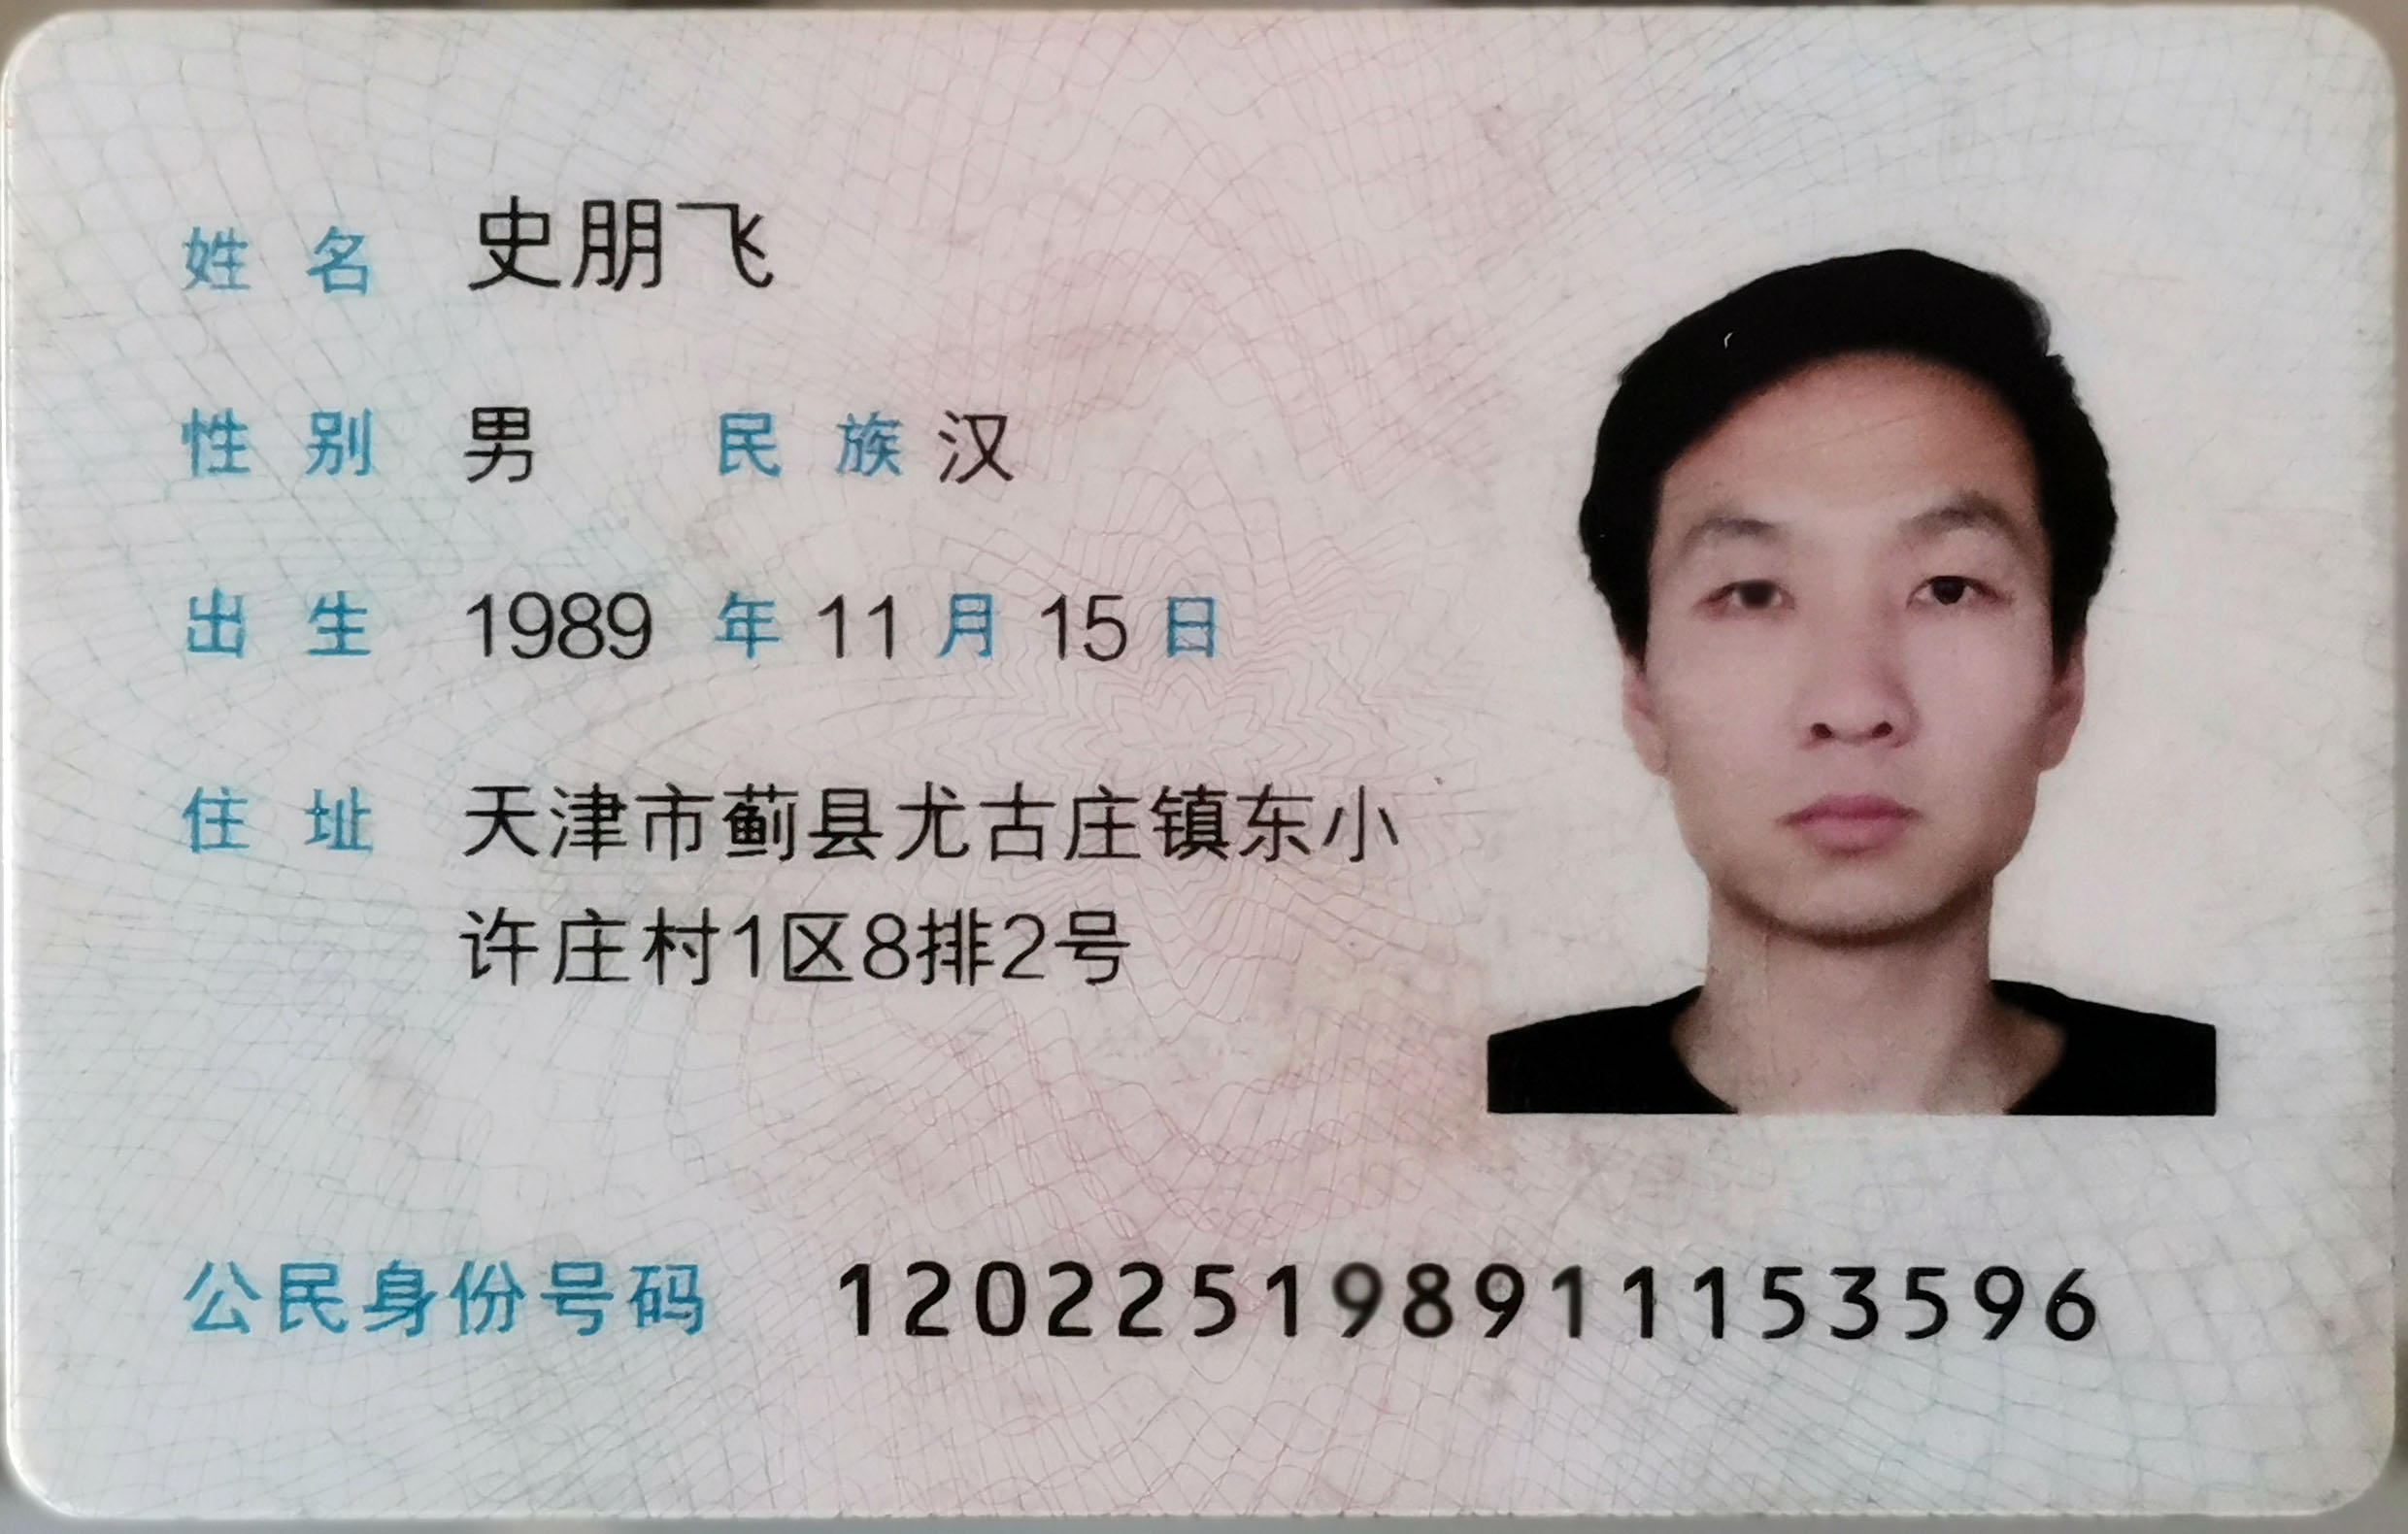 姓名 史朋飞
性别 男 民族 汉
出生 1989 年 11 月 15 日
住址 天津市蓟县尤古庄镇东小
许庄村1区8排2号
公民身份号码 120225198911153596